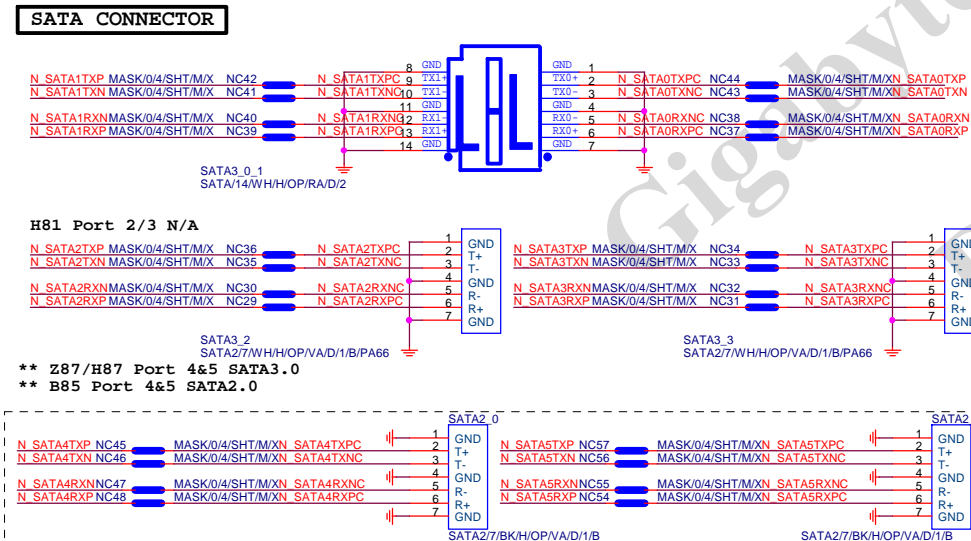 SATA CONNECTOR
N_SATA1TXP MASK/0/4/SHT/M/X NC42 N_SATA1TXPC 8 GND GND 1
9 TX1+ TX0+ 2 N_SATA0TXPC NC44 MASK/0/4/SHT/M/X N_SATA0TXP
N_SATA1TXN MASK/0/4/SHT/M/X NC41 N_SATA1TXNC 10 TX1- TX0- 3 N_SATA0TXNC NC43 MASK/0/4/SHT/M/X N_SATA0TXN
11 GND GND 4
N_SATA1RXN MASK/0/4/SHT/M/X NC40 N_SATA1RXNC 12 RX1- RX0- 5 N_SATA0RXNC NC38 MASK/0/4/SHT/M/X N_SATA0RXN
N_SATA1RXP MASK/0/4/SHT/M/X NC39 N_SATA1RXPC 13 RX1+ RX0+ 6 N_SATA0RXPC NC37 MASK/0/4/SHT/M/X N_SATA0RXP
14 GND GND 7
SATA3_0_1
SATA/14/WH/H/OP/RA/D/2
H81 Port 2/3 N/A
1 GND
N_SATA2TXP MASK/0/4/SHT/M/X NC36 N_SATA2TXPC 2 T+
N_SATA2TXN MASK/0/4/SHT/M/X NC35 N_SATA2TXNC 3 T-
4 GND
N_SATA2RXN MASK/0/4/SHT/M/X NC30 N_SATA2RXNC 5 R-
N_SATA2RXP MASK/0/4/SHT/M/X NC29 N_SATA2RXPC 6 R+
7 GND
SATA3_2
SATA2/7/WH/H/OP/VA/D/1/B/PA66
1 GND
N_SATA3TXP MASK/0/4/SHT/M/X NC34 N_SATA3TXPC 2 T+
N_SATA3TXN MASK/0/4/SHT/M/X NC33 N_SATA3TXNC 3 T-
4 GND
N_SATA3RXN MASK/0/4/SHT/M/X NC32 N_SATA3RXNC 5 R-
N_SATA3RXP MASK/0/4/SHT/M/X NC31 N_SATA3RXPC 6 R+
7 GND
SATA3_3
SATA2/7/WH/H/OP/VA/D/1/B/PA66
** Z87/H87 Port 4&5 SATA3.0
** B85 Port 4&5 SATA2.0
SATA2_0
1 GND
N_SATA4TXP NC45 MASK/0/4/SHT/M/X N_SATA4TXPC 2 T+
N_SATA4TXN NC46 MASK/0/4/SHT/M/X N_SATA4TXNC 3 T-
4 GND
N_SATA4RXN NC47 MASK/0/4/SHT/M/X N_SATA4RXNC 5 R-
N_SATA4RXP NC48 MASK/0/4/SHT/M/X N_SATA4RXPC 6 R+
7 GND
SATA2/7/BK/H/OP/VA/D/1/B
SATA2
1 GND
N_SATA5TXP NC57 MASK/0/4/SHT/M/X N_SATA5TXPC 2 T+
N_SATA5TXN NC56 MASK/0/4/SHT/M/X N_SATA5TXNC 3 T-
4 GND
N_SATA5RXN NC55 MASK/0/4/SHT/M/X N_SATA5RXNC 5 R-
N_SATA5RXP NC54 MASK/0/4/SHT/M/X N_SATA5RXPC 6 R+
7 GND
SATA2/7/BK/H/OP/VA/D/1/B
Gigabyte